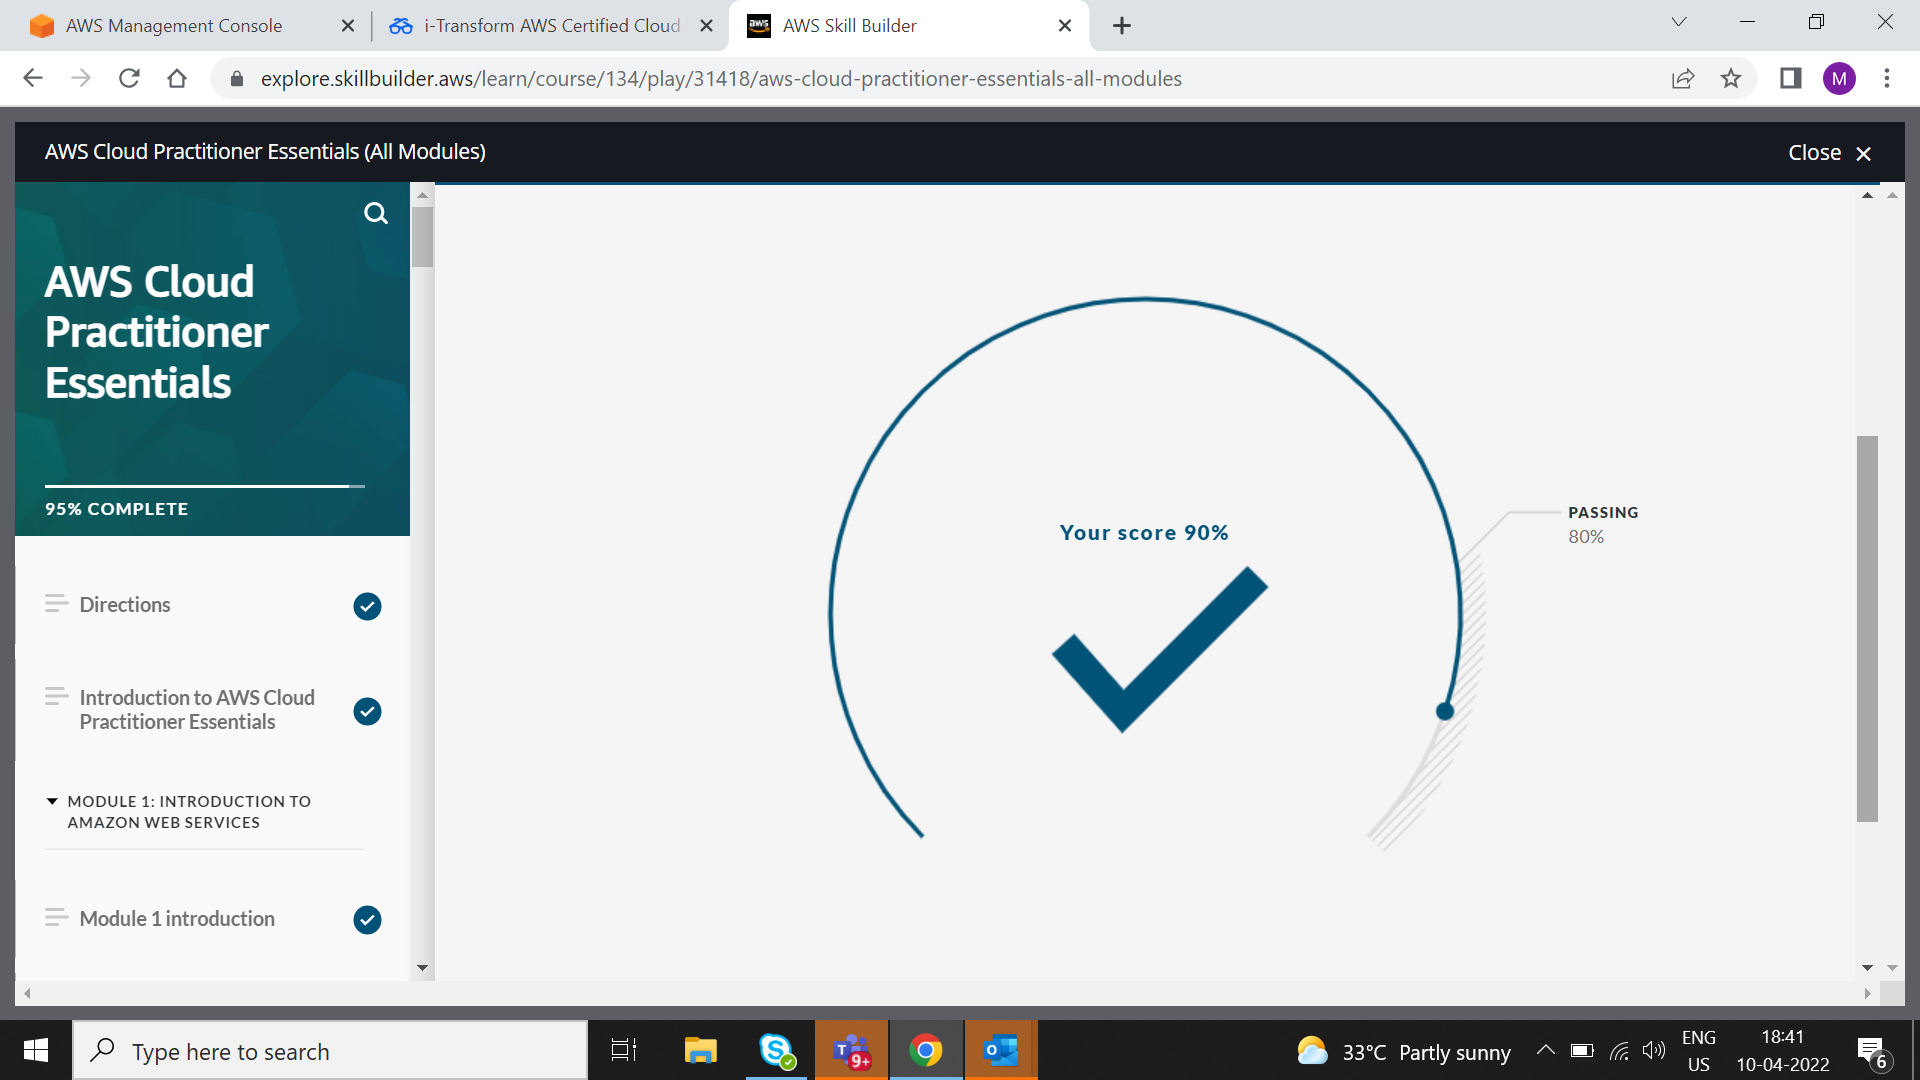 AWS Management Console
i-Transform AWS Certified Cloud
AWS Skill Builder
explore.skillbuilder.aws/learn/course/134/play/31418/aws-cloud-practitioner-essentials-all-modules
M
AWS Cloud Practitioner Essentials (All Modules)
Close
AWS Cloud
Practitioner
Essentials
95% COMPLETE
Directions
Introduction to AWS Cloud
Practitioner Essentials
MODULE 1: INTRODUCTION TO
AMAZON WEB SERVICES
Module 1 introduction
Your score 90%
PASSING
80%
Type here to search
9+
33°C Partly sunny
ENG
US
18:41
10-04-2022
6